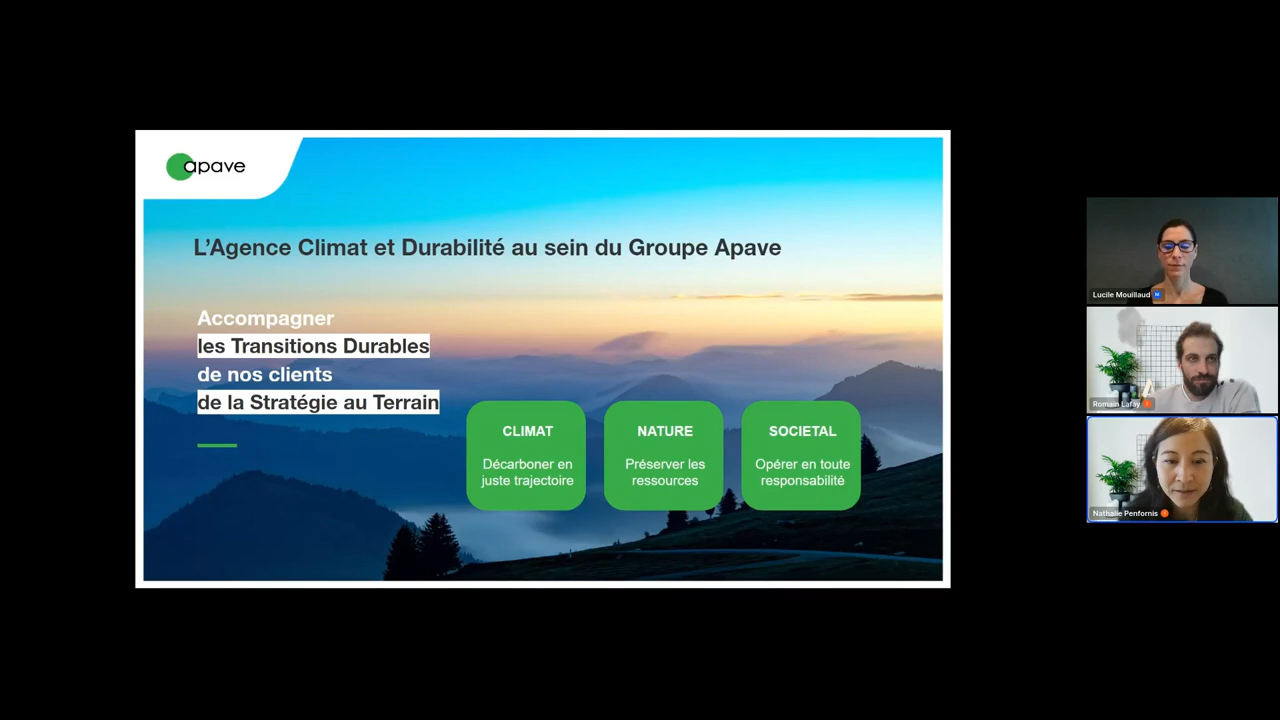 apave
L’Agence Climat et Durabilité au sein du Groupe Apave
Accompagner
les Transitions Durables
de nos clients
de la Stratégie au Terrain
CLIMAT
Décarboner en
juste trajectoire
NATURE
Préserver les
ressources
SOCIETAL
Opérer en toute
responsabilité
Lucile Mouillaud
Romain Lafay
Nathalie Penfornis